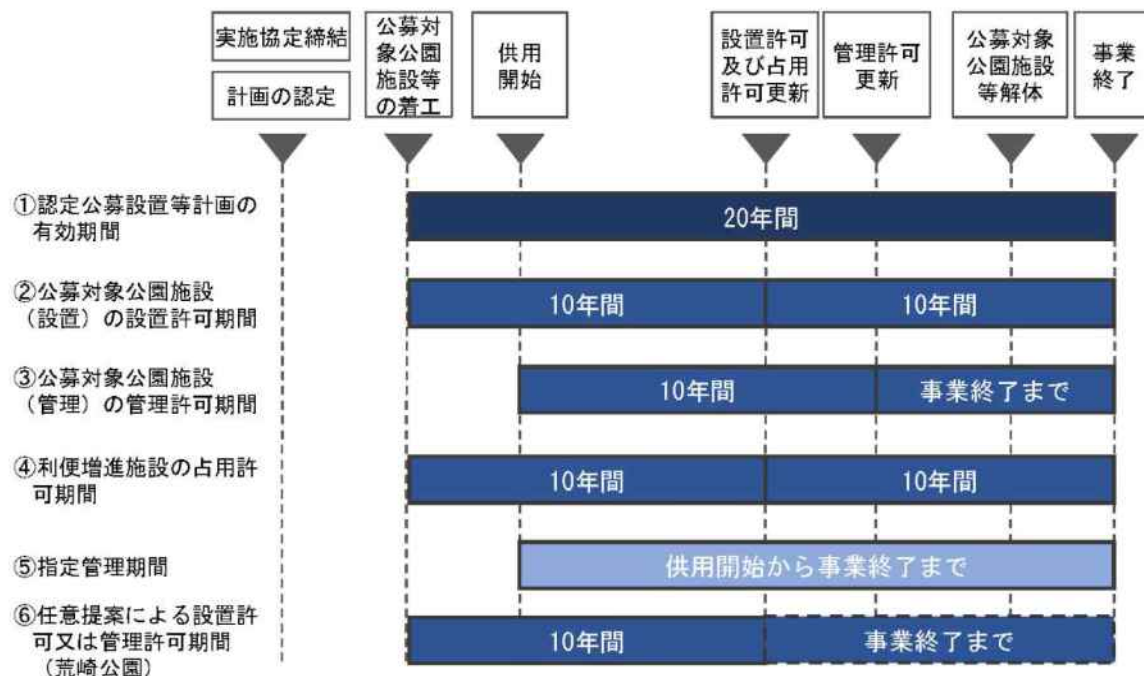 実施協定締結
計画の認定
公募対
象公園
施設等
の着工
供用
開始
設置許可
及び占用
許可更新
管理許可
更新
公募対象
公園施設
等解体
事業
終了
①認定公募設置等計画の
有効期間
20年間
②公募対象公園施設
（設置）の設置許可期間
10年間
10年間
③公募対象公園施設
（管理）の管理許可期間
10年間
事業終了まで
④利便増進施設の占用許
可期間
10年間
10年間
⑤指定管理期間
供用開始から事業終了まで
⑥任意提案による設置許
可又は管理許可期間
（荒崎公園）
10年間
事業終了まで